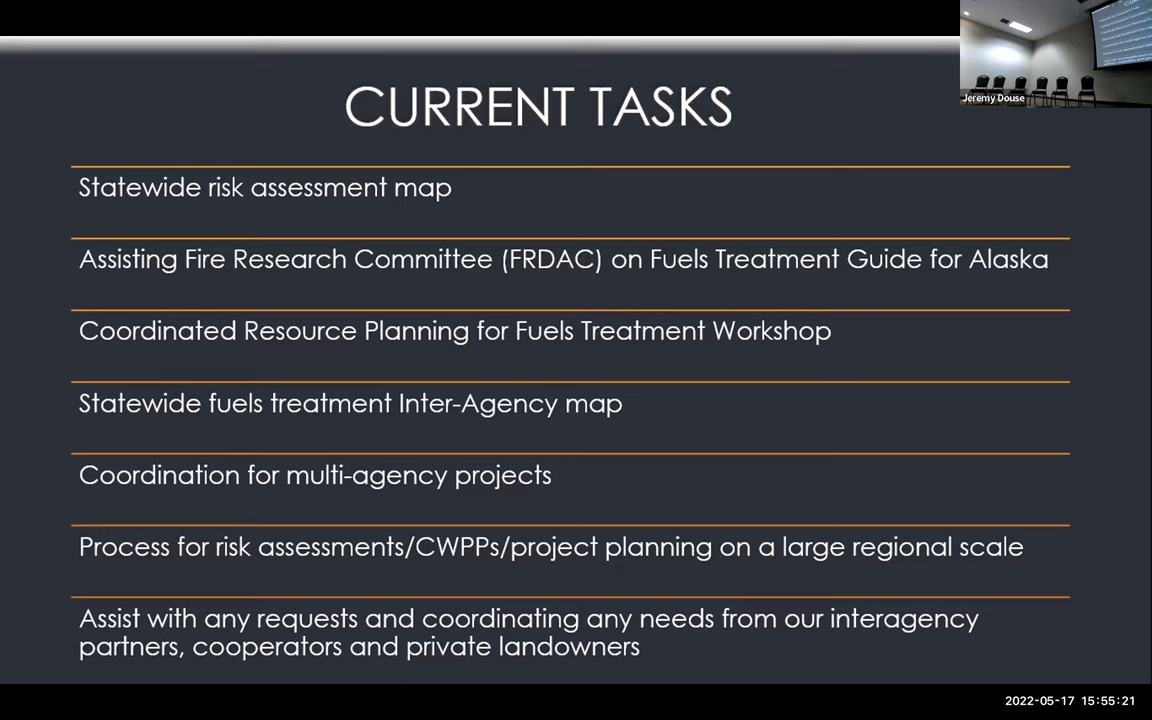 CURRENT TASKS
Jeremy Douse
Statewide risk assessment map
Assisting Fire Research Committee (FRDAC) on Fuels Treatment Guide for Alaska
Coordinated Resource Planning for Fuels Treatment Workshop
Statewide fuels treatment Inter-Agency map
Coordination for multi-agency projects
Process for risk assessments/CWPPs/project planning on a large regional scale
Assist with any requests and coordinating any needs from our interagency
partners, cooperators and private landowners
2022-05-17 15:55:21